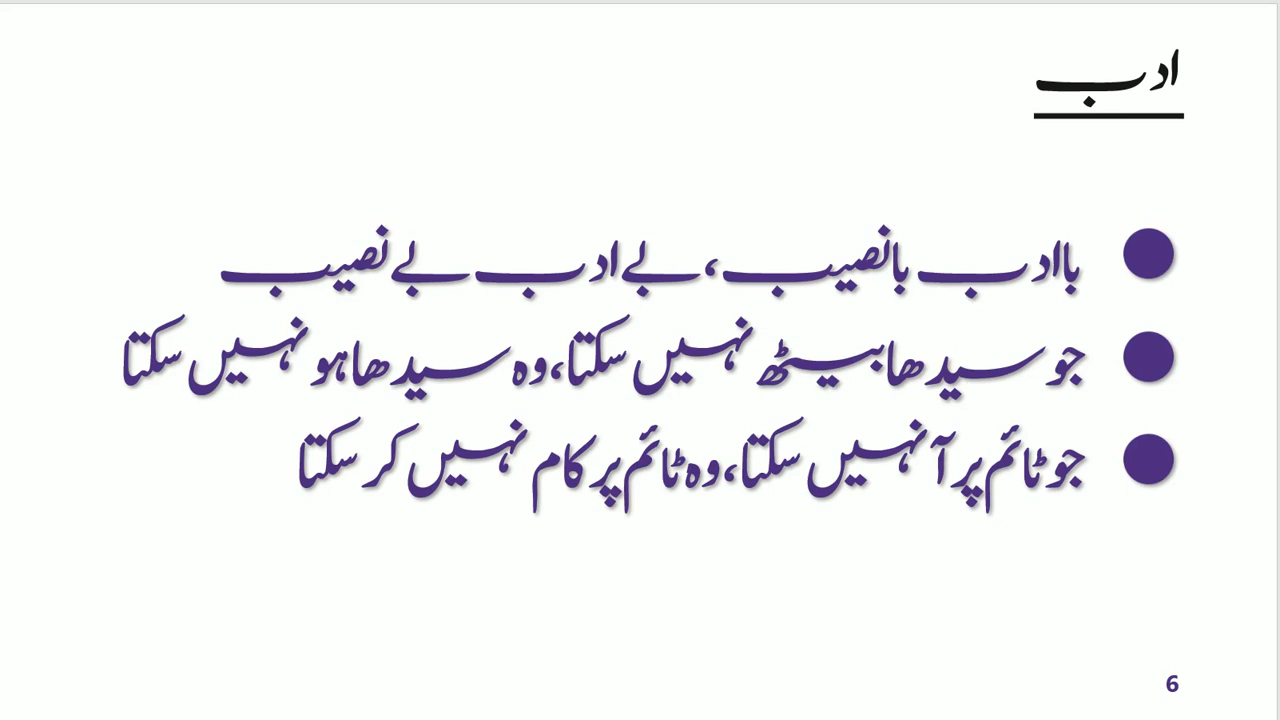 ادب
باادب بانصیب، بے ادب بے نصیب
جو سیدھا بیٹھ نہیں سکتا، وہ سیدھا ہو نہیں سکتا
جو ٹائم پر آ نہیں سکتا، وہ ٹائم پر کام نہیں کر سکتا
6